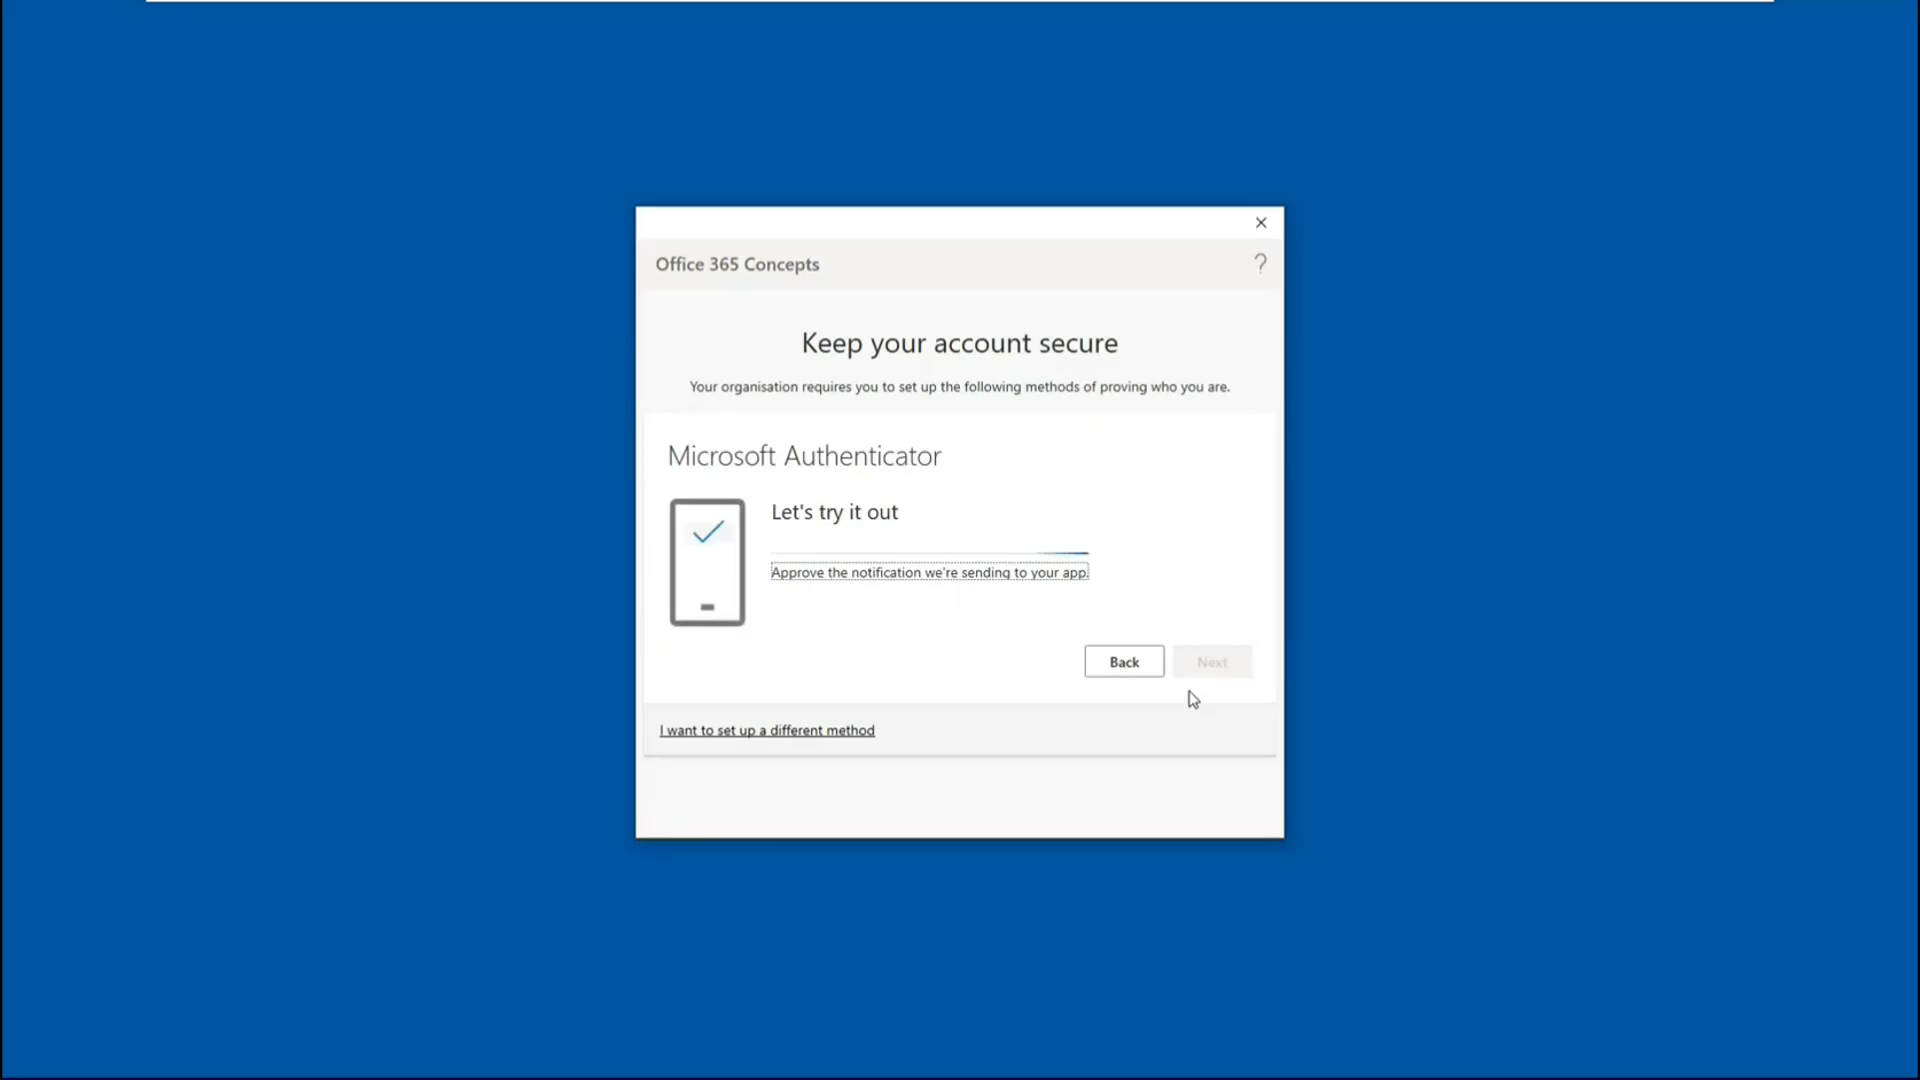 Office 365 Concepts
Keep your account secure
Your organisation requires you to set up the following methods of proving who you are.
Microsoft Authenticator
Let's try it out
Approve the notification we're sending to your app.
Back
Next
I want to set up a different method